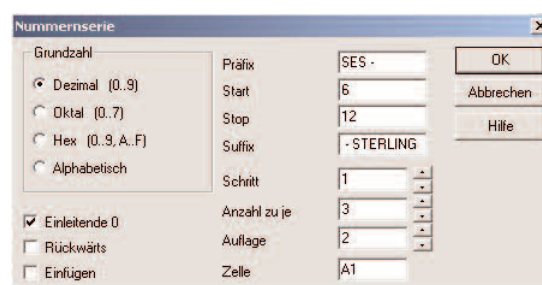 Nummernserie
Grundzahl
Dezimal (0..9)
Oktal (0..7)
Hex (0..9, A..F)
Alphabetisch
Einleitende 0
Rückwärts
Einfügen
Präfix SES -
Start 6
Stop 12
Suffix - STERLING
Schritt 1
Anzahl zu je 3
Auflage 2
Zelle A1
OK
Abbrechen
Hilfe